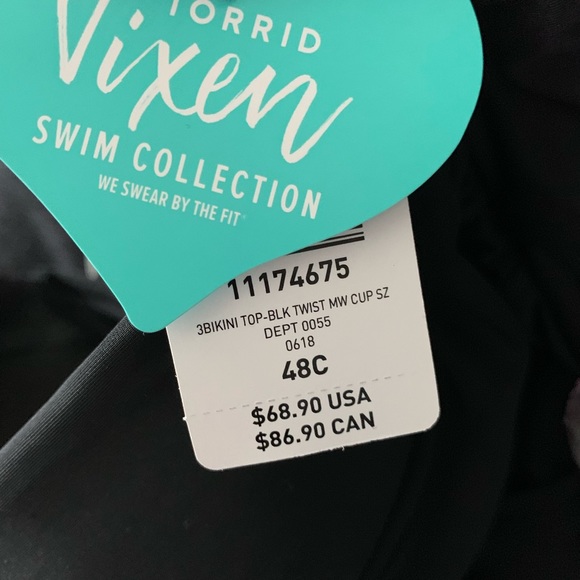 TORRID
Vixen
SWIM COLLECTION
WE SWEAR BY THE FIT®
11174675
3BIKINI TOP-BLK TWIST MW CUP SZ
DEPT 0055
0618
48C
$68.90 USA
$86.90 CAN